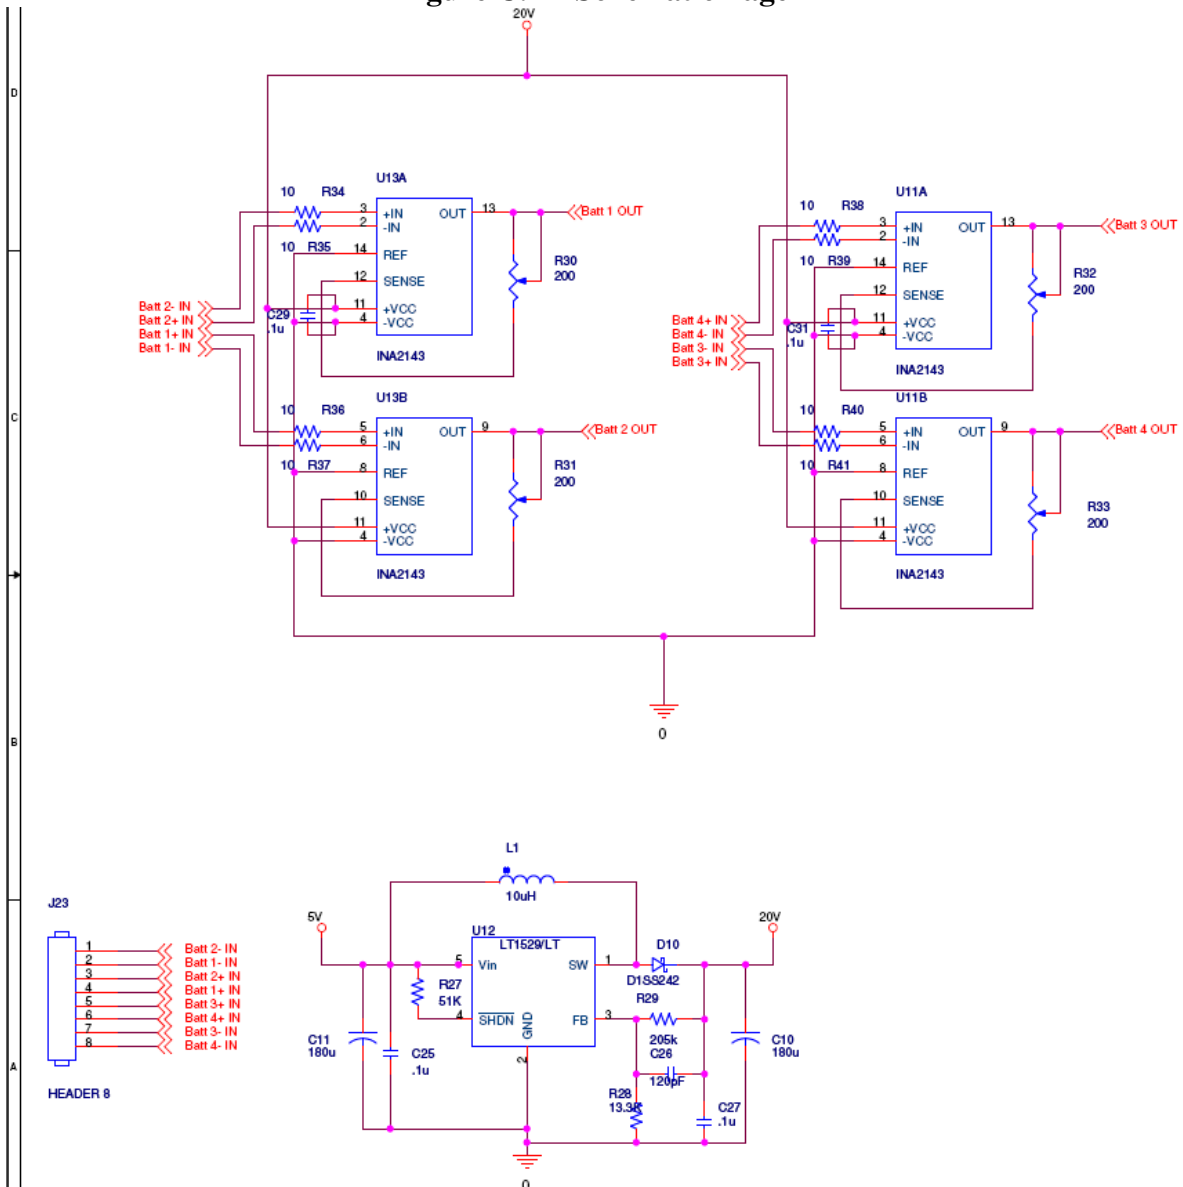 20V
D
U13A
10 R34
3 +IN OUT 13 Batt 1 OUT
2 -IN
10 R35 14 REF
R30
200
12 SENSE
C29
.1u
11 +VCC
4 -VCC
INA2143
Batt 2- IN
Batt 2+ IN
Batt 1+ IN
Batt 1- IN
U11A
10 R38
3 +IN OUT 13 Batt 3 OUT
2 -IN
10 R39 14 REF
R32
200
12 SENSE
C31
.1u
11 +VCC
4 -VCC
INA2143
Batt 4+ IN
Batt 4- IN
Batt 3- IN
Batt 3+ IN
C
U13B
10 R36
5 +IN OUT 9 Batt 2 OUT
6 -IN
10 R37 8 REF
R31
200
10 SENSE
11 +VCC
4 -VCC
INA2143
U11B
10 R40
5 +IN OUT 9 Batt 4 OUT
6 -IN
10 R41 8 REF
R33
200
10 SENSE
11 +VCC
4 -VCC
INA2143
0
B
J23
1 Batt 2- IN
2 Batt 1- IN
3 Batt 2+ IN
4 Batt 1+ IN
5 Batt 3+ IN
6 Batt 4+ IN
7 Batt 3- IN
8 Batt 4- IN
HEADER 8
A
L1
10uH
5V
20V
U12
LT1529/LT
5 Vin SW 1
4 SHDN FB 3
GND
2
D10
D1SS242
R27
51K
R29
205k
C26
120pF
C11
180u
C25
.1u
R28
13.3K
C27
.1u
C10
180u
0